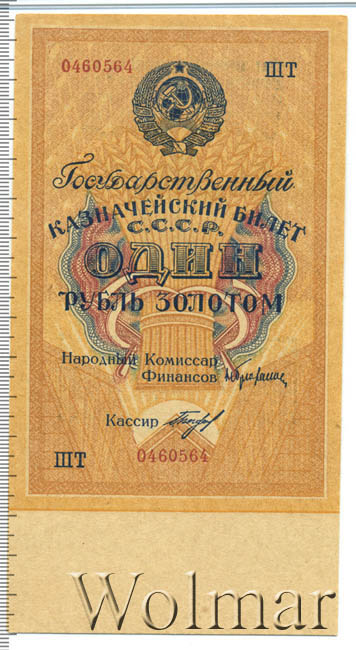 0460564 ШТ
Государственный
КАЗНАЧЕЙСКИЙ БИЛЕТ
С.С.С.Р.
ОДИН
РУБЛЬ ЗОЛОТОМ
Народный Комиссар
Финансов
Кассир
ШТ 0460564
Wolmar